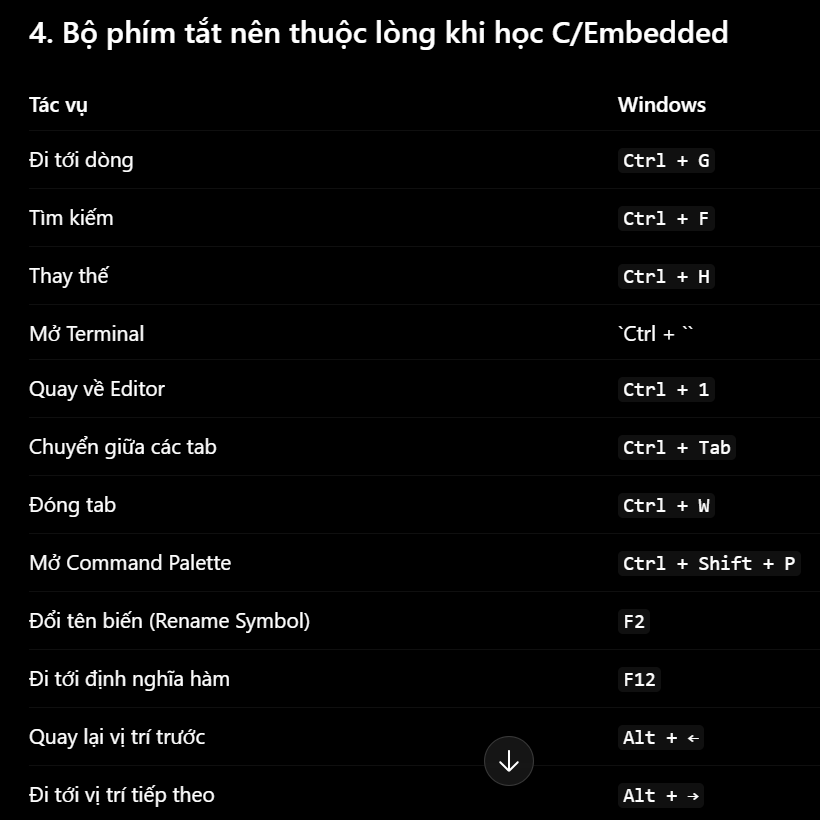 4. Bộ phím tắt nên thuộc lòng khi học C/Embedded
Tác vụ Windows
Đi tới dòng Ctrl + G
Tìm kiếm Ctrl + F
Thay thế Ctrl + H
Mở Terminal `Ctrl + ``
Quay về Editor Ctrl + 1
Chuyển giữa các tab Ctrl + Tab
Đóng tab Ctrl + W
Mở Command Palette Ctrl + Shift + P
Đổi tên biến (Rename Symbol) F2
Đi tới định nghĩa hàm F12
Quay lại vị trí trước Alt + ←
Đi tới vị trí tiếp theo Alt + →